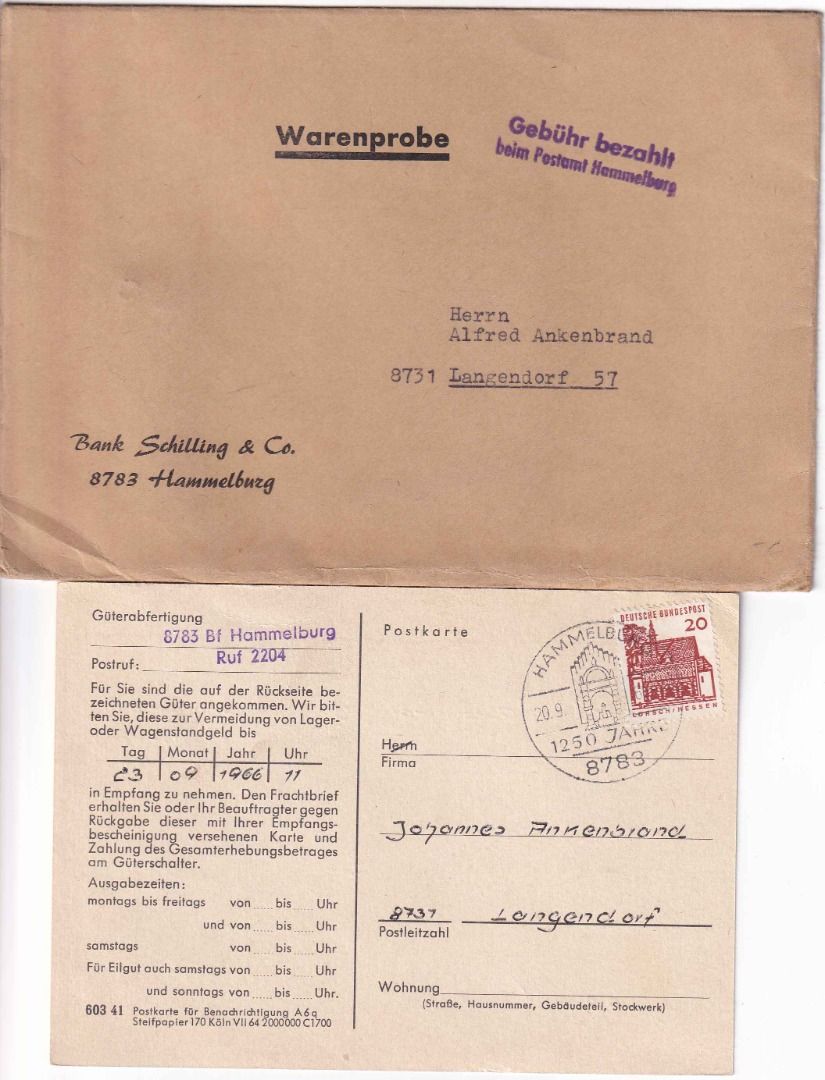 Warenprobe
Gebühr bezahlt
beim Postamt Hammelburg
Herrn
Alfred Ankenbrand
8731 Langendorf 57
Bank Schilling & Co.
8783 Hammelburg
Güterabfertigung
8783 Bf Hammelburg
Ruf 2204
Postruf:
Für Sie sind die auf der Rückseite be-
zeichneten Güter angekommen. Wir bit-
ten Sie, diese zur Vermeidung von Lager-
oder Wagenstandgeld bis
Tag Monat Jahr Uhr
23 09 1966 11
in Empfang zu nehmen. Den Frachtbrief
erhalten Sie oder Ihr Beauftragter gegen
Rückgabe dieser mit Ihrer Empfangs-
bescheinigung versehenen Karte und
Zahlung des Gesamterhebungsbetrages
am Güterschalter.
Ausgabezeiten:
montags bis freitags von ..... bis ..... Uhr
und von ..... bis ..... Uhr
samstags von ..... bis ..... Uhr
Für Eilgut auch samstags von ..... bis ..... Uhr
und sonntags von ..... bis ..... Uhr.
603 41 Postkarte für Benachrichtigung A6q
Steifpapier 170 Köln VII 64 2000000 C1700
Postkarte
HAMMELBURG
20.9.
1250 JAHRE
8783
DEUTSCHE BUNDESPOST
20
LORSCH/HESSEN
Herrn
Firma
Johannes Ankenbrand
8731 Langendorf
Postleitzahl
Wohnung
(Straße, Hausnummer, Gebäudeteil, Stockwerk)